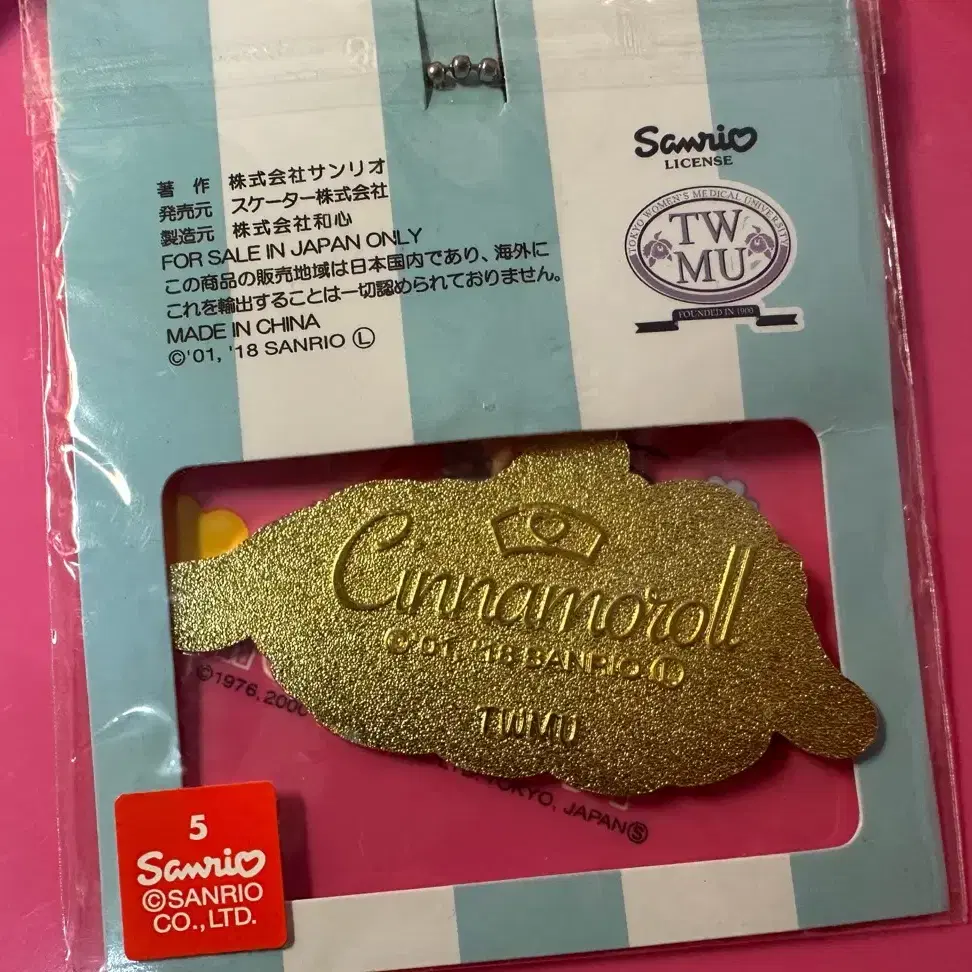 Sanrio
LICENSE
TOKYO WOMEN'S MEDICAL UNIVERSITY
TW
MU
FOUNDED IN 1900
著作 株式会社サンリオ
発売元 スケーター株式会社
製造元 株式会社和心
FOR SALE IN JAPAN ONLY
この商品の販売地域は日本国内であり、海外に
これを輸出することは一切認められておりません。
MADE IN CHINA
©'01, '18 SANRIO Ⓛ
Cinnamoroll
©'01, '18 SANRIO Ⓛ
TWMU
©1976, 2000
TOKYO, JAPANⓈ
5
Sanrio
©SANRIO
CO.,LTD.